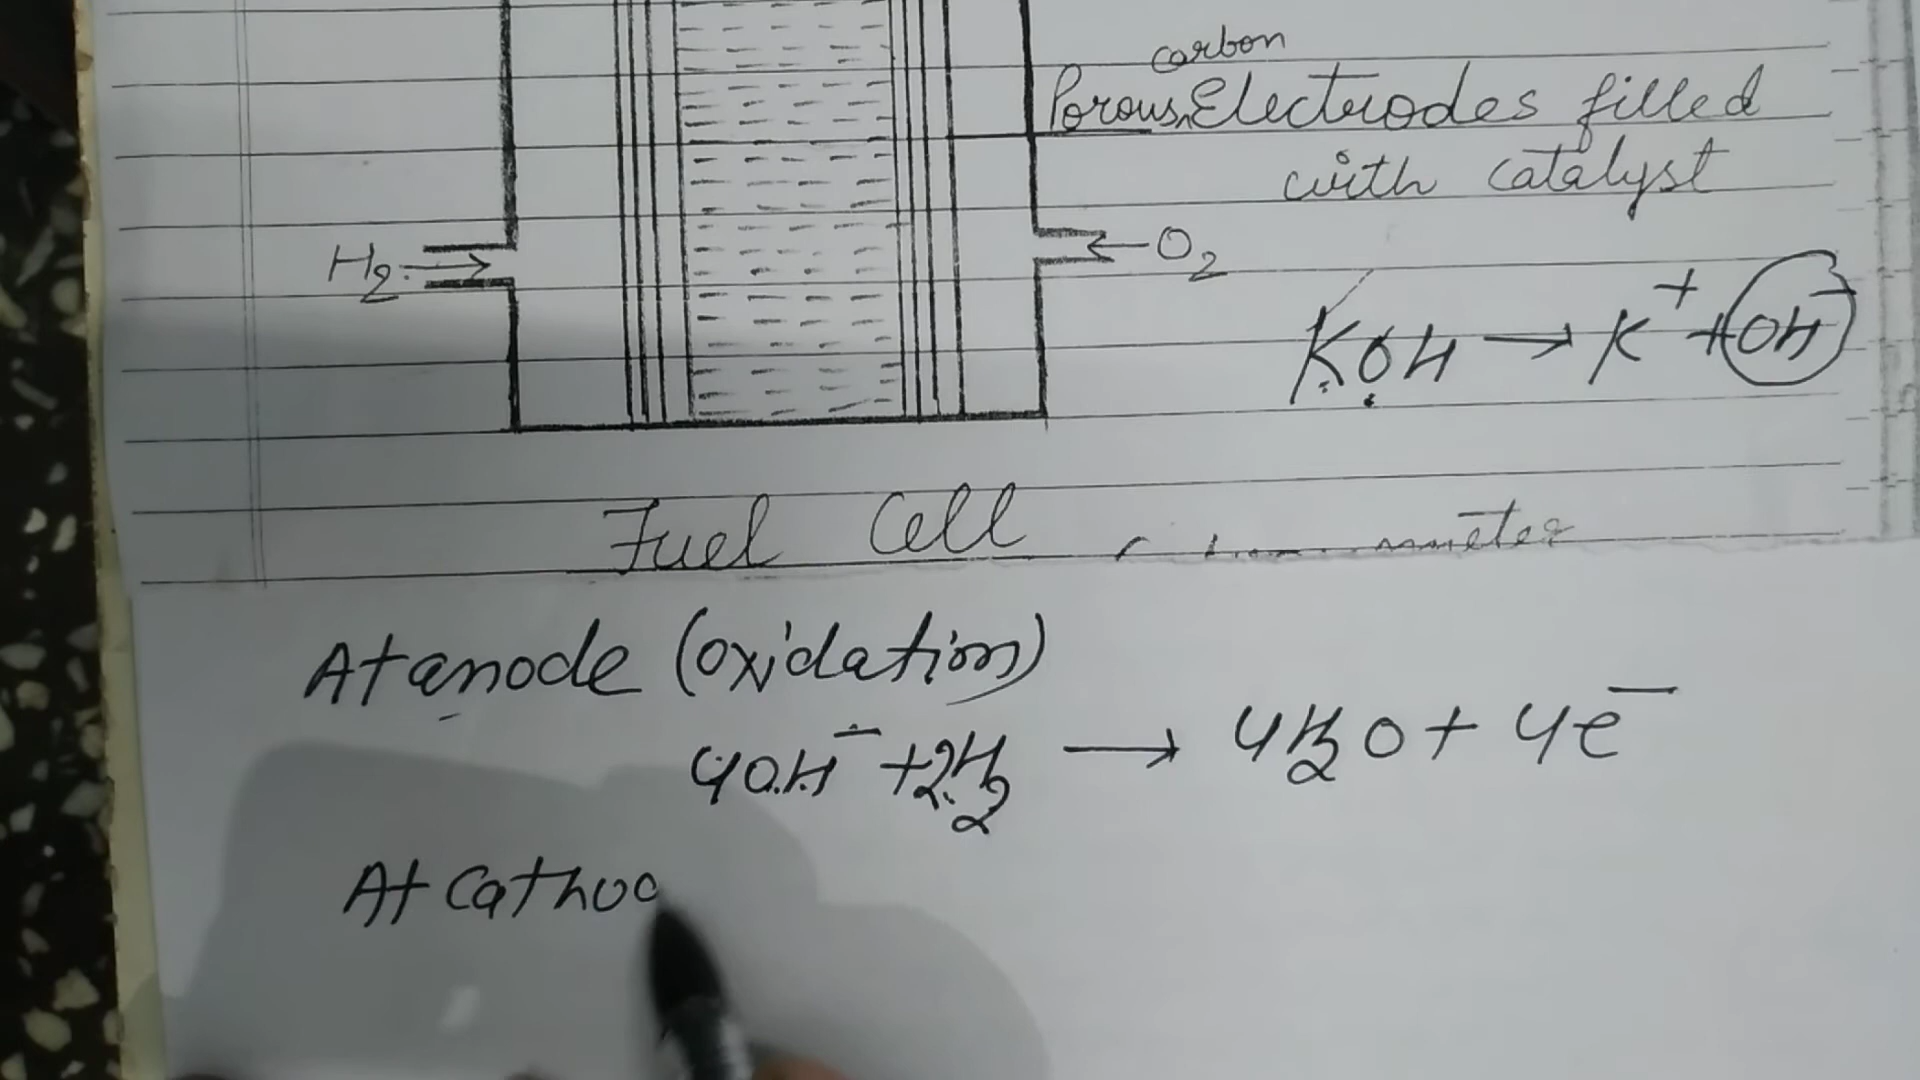 carbon
Porous Electrodes filled
with catalyst
H2
O2
KOH → K+ + OH-
Fuel Cell
At anode (oxidation)
4OH- + 2H2 → 4H2O + 4e-
At Cathod